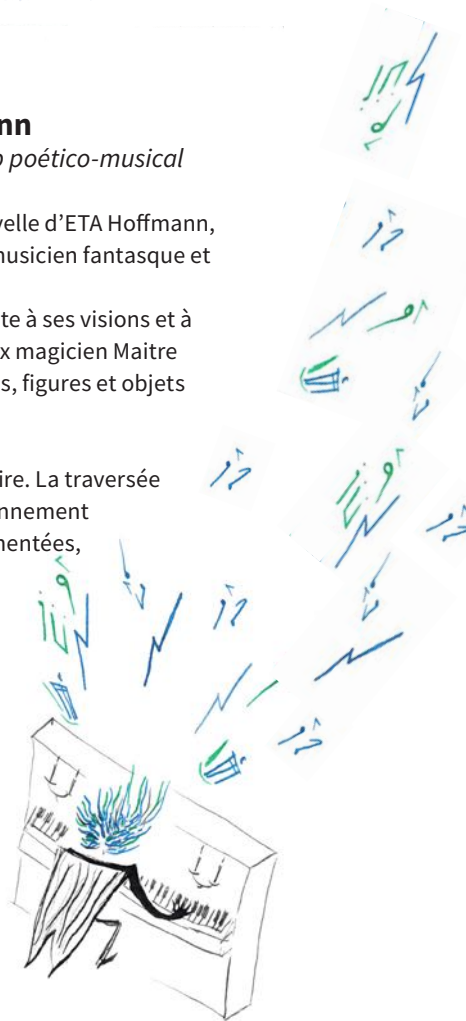 nn
poético-musical
velle d’ETA Hoffmann,
musicien fantasque et
te à ses visions et à
x magicien Maitre
s, figures et objets
ire. La traversée
nnement
mentées,